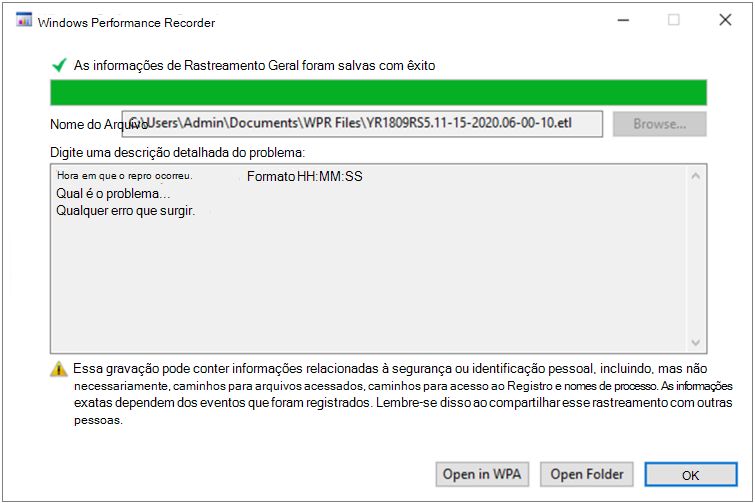 Windows Performance Recorder
As informações de Rastreamento Geral foram salvas com êxito
Nome do Arquivo C:\Users\Admin\Documents\WPR Files\YR1809RS5.11-15-2020.06-00-10.etl Browse...
Digite uma descrição detalhada do problema:
Hora em que o repro ocorreu. Formato HH:MM:SS
Qual é o problema...
Qualquer erro que surgir.
Essa gravação pode conter informações relacionadas à segurança ou identificação pessoal, incluindo, mas não
necessariamente, caminhos para arquivos acessados, caminhos para acesso ao Registro e nomes de processo. As informações
exatas dependem dos eventos que foram registrados. Lembre-se disso ao compartilhar esse rastreamento com outras
pessoas.
Open in WPA Open Folder OK